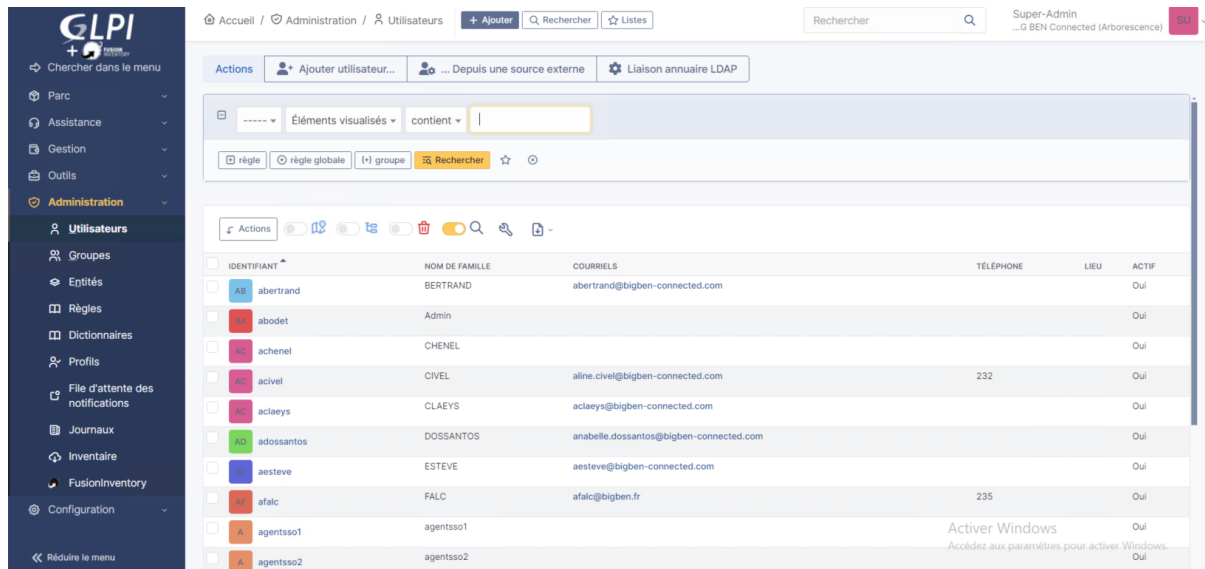 GLPI
+ FUSION INVENTORY
Accueil / Administration / Utilisateurs + Ajouter Rechercher Listes Rechercher Super-Admin
...G BEN Connected (Arborescence) SU
Chercher dans le menu
Parc
Assistance
Gestion
Outils
Administration
Utilisateurs
Groupes
Entités
Règles
Dictionnaires
Profils
File d'attente des
notifications
Journaux
Inventaire
FusionInventory
Configuration
Réduire le menu
Actions Ajouter utilisateur... ... Depuis une source externe Liaison annuaire LDAP
----- Éléments visualisés contient
règle règle globale (+) groupe Rechercher
Actions
IDENTIFIANT NOM DE FAMILLE COURRIELS TÉLÉPHONE LIEU ACTIF
AB abertrand BERTRAND abertrand@bigben-connected.com Oui
BA abodet Admin Oui
AC achenel CHENEL Oui
AC acivel CIVEL aline.civel@bigben-connected.com 232 Oui
AC aclaeys CLAEYS aclaeys@bigben-connected.com Oui
AD adossantos DOSSANTOS anabelle.dossantos@bigben-connected.com Oui
aesteve ESTEVE aesteve@bigben-connected.com Oui
AF afalc FALC afalc@bigben.fr 235 Oui
A agentsso1 agentsso1 Oui
A agentsso2 agentsso2 Oui
Activer Windows
Accédez aux paramètres pour activer Windows.